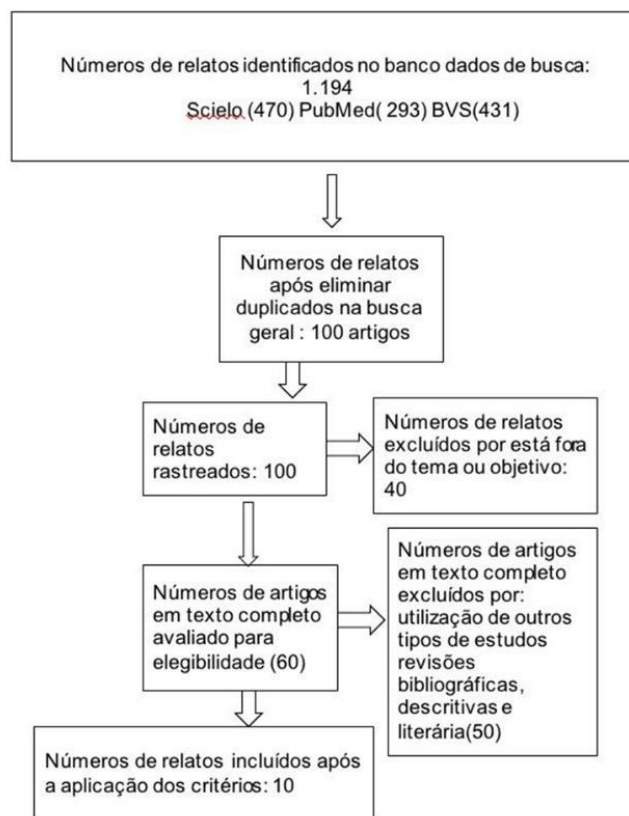 Números de relatos identificados no banco dados de busca:
1.194
Scielo (470) PubMed( 293) BVS(431)
Números de relatos
após eliminar
duplicados na busca
geral : 100 artigos
Números de
relatos
rastreados: 100
Números de relatos
excluídos por está fora
do tema ou objetivo:
40
Números de artigos
em texto completo
avaliado para
elegibilidade (60)
Números de artigos
em texto completo
excluídos por:
utilização de outros
tipos de estudos
revisões
bibliográficas,
descritivas e
literária(50)
Números de relatos incluídos após
a aplicação dos critérios: 10